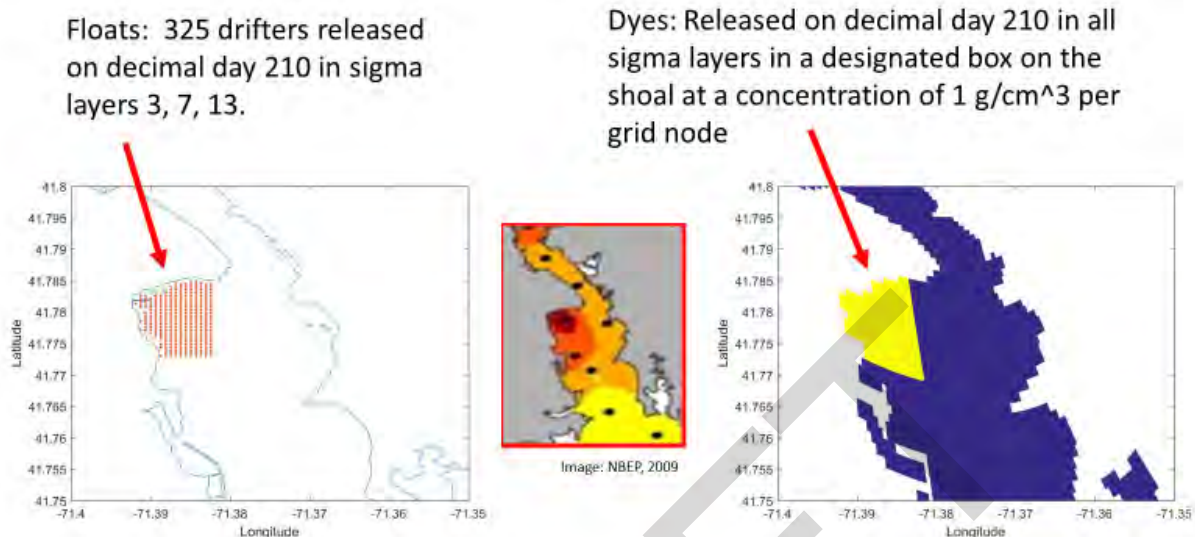 Floats: 325 drifters released
on decimal day 210 in sigma
layers 3, 7, 13.
Dyes: Released on decimal day 210 in all
sigma layers in a designated box on the
shoal at a concentration of 1 g/cm^3 per
grid node
41.8
41.795
41.79
41.785
41.78
41.775
41.77
41.765
41.76
41.755
41.75
Latitude
-71.4 -71.39 -71.38 -71.37 -71.36 -71.35
Longitude
Image: NBEP, 2009
41.8
41.795
41.79
41.785
41.78
41.775
41.77
41.765
41.76
41.755
41.75
Latitude
-71.4 -71.39 -71.38 -71.37 -71.36 -71.35
Longitude